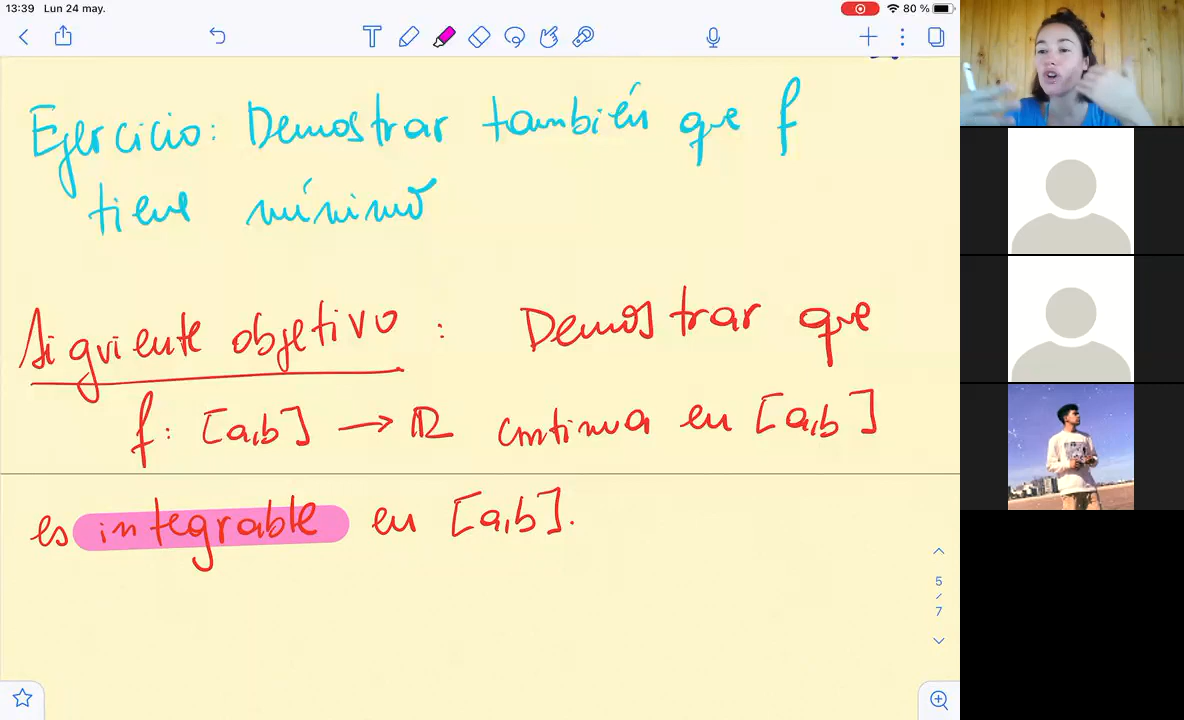 13:39 Lun 24 may.
80 %
Ejercicio: Demostrar también que f
tiene mínimo
Siguiente objetivo: Demostrar que
f: [a,b] → ℝ continua en [a,b]
es integrable en [a,b].
5
/
7